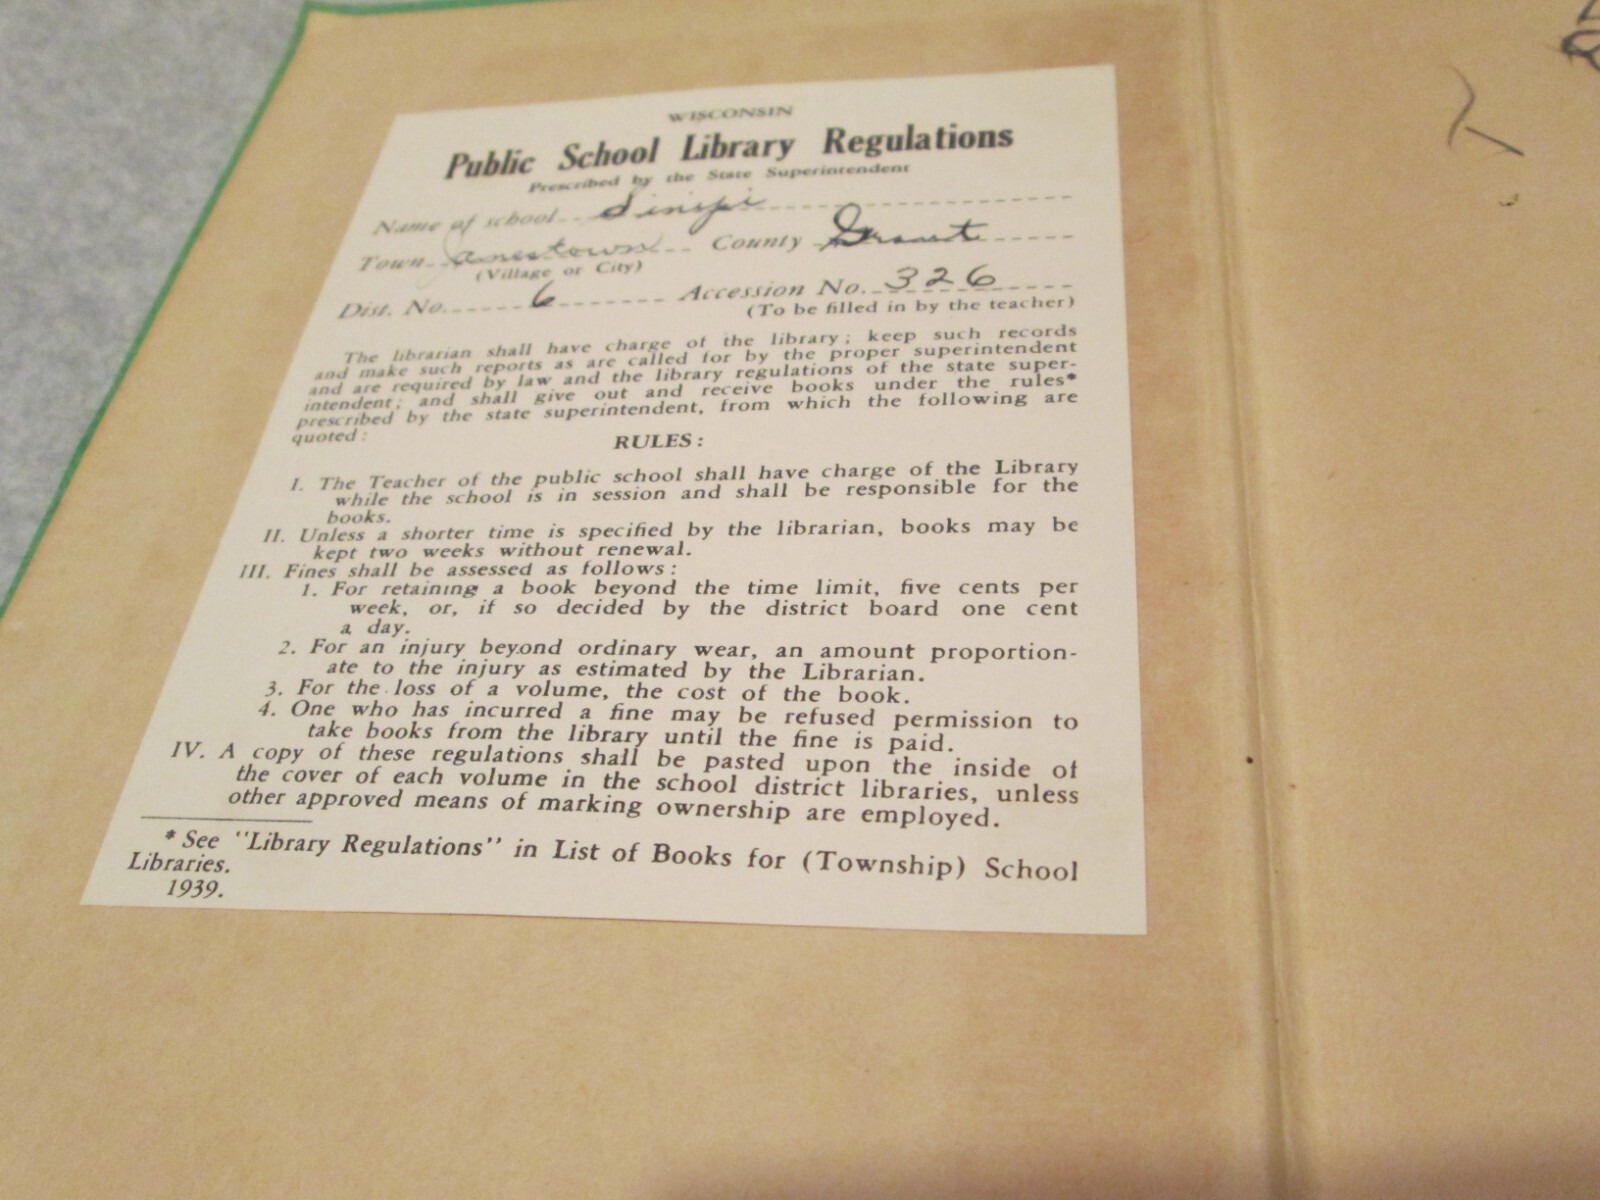 WISCONSIN
Public School Library Regulations
Prescribed by the State Superintendent
Name of school Sinipi
Town Jamestown County Grant
(Village or City)
Dist. No. 6 Accession No. 326
(To be filled in by the teacher)
The librarian shall have charge of the library; keep such records
and make such reports as are called for by the proper superintendent
and are required by law and the library regulations of the state super-
intendent; and shall give out and receive books under the rules*
prescribed by the state superintendent, from which the following are
quoted:
RULES:
I. The Teacher of the public school shall have charge of the Library
while the school is in session and shall be responsible for the
books.
II. Unless a shorter time is specified by the librarian, books may be
kept two weeks without renewal.
III. Fines shall be assessed as follows:
1. For retaining a book beyond the time limit, five cents per
week, or, if so decided by the district board one cent
a day.
2. For an injury beyond ordinary wear, an amount proportion-
ate to the injury as estimated by the Librarian.
3. For the loss of a volume, the cost of the book.
4. One who has incurred a fine may be refused permission to
take books from the library until the fine is paid.
IV. A copy of these regulations shall be pasted upon the inside of
the cover of each volume in the school district libraries, unless
other approved means of marking ownership are employed.
* See "Library Regulations" in List of Books for (Township) School
Libraries.
1939.